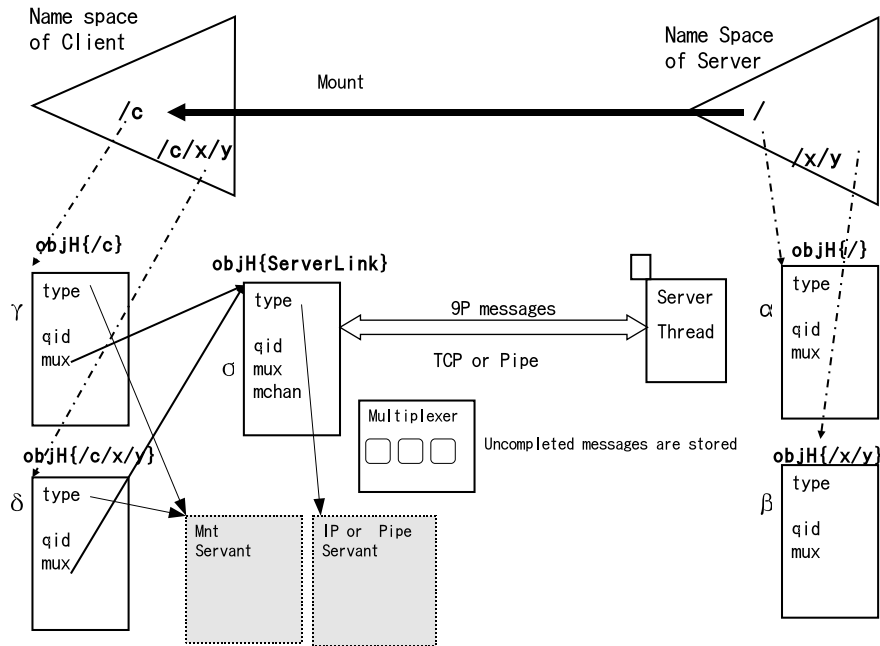 Name space
of Client
Name Space
of Server
Mount
/c
/
/c/x/y
/x/y
objH{/c}
objH{ServerLink}
objH{/}
γ
type
qid
mux
σ
type
qid
mux
mchan
9P messages
TCP or Pipe
Server
Thread
α
type
qid
mux
Multiplexer
Uncompleted messages are stored
objH{/c/x/y}
objH{/x/y}
δ
type
qid
mux
Mnt
Servant
IP or Pipe
Servant
β
type
qid
mux